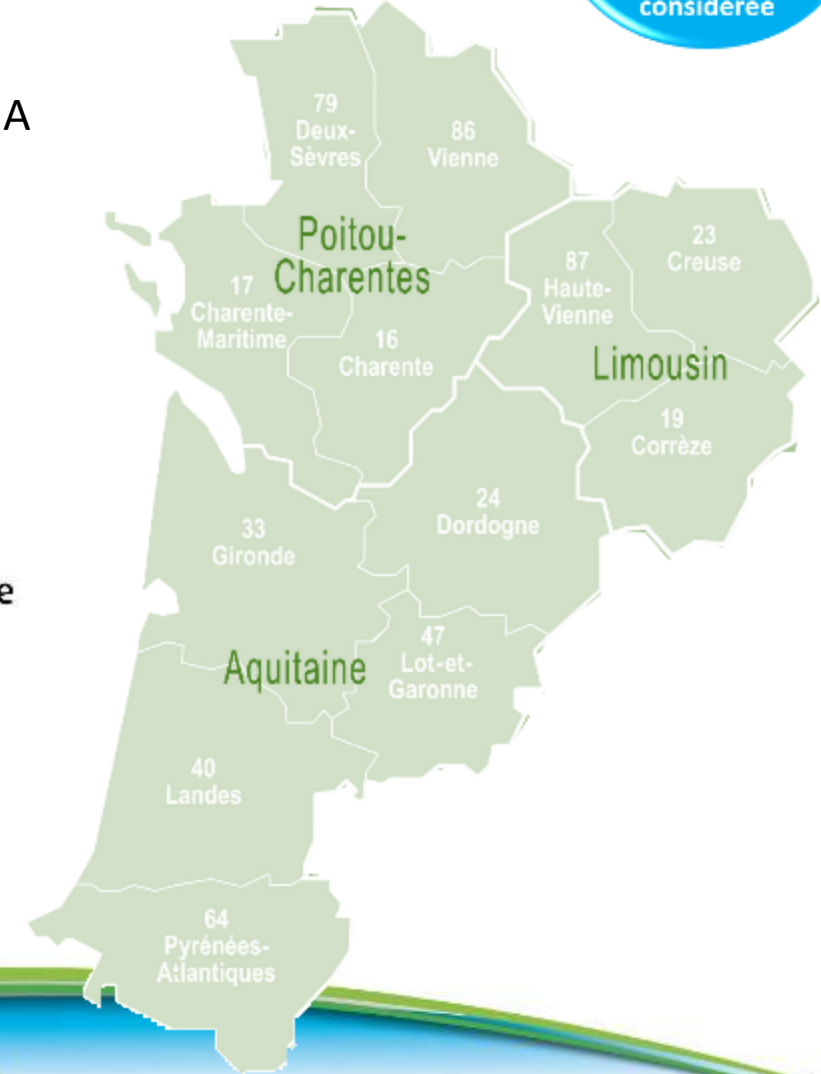 considérée
A
79
Deux-
Sèvres
86
Vienne
Poitou-
Charentes
23
Creuse
87
Haute-
Vienne
17
Charente-
Maritime
16
Charente
Limousin
19
Corrèze
24
Dordogne
33
Gironde
e
47
Lot-et-
Garonne
Aquitaine
40
Landes
64
Pyrénées-
Atlantiques